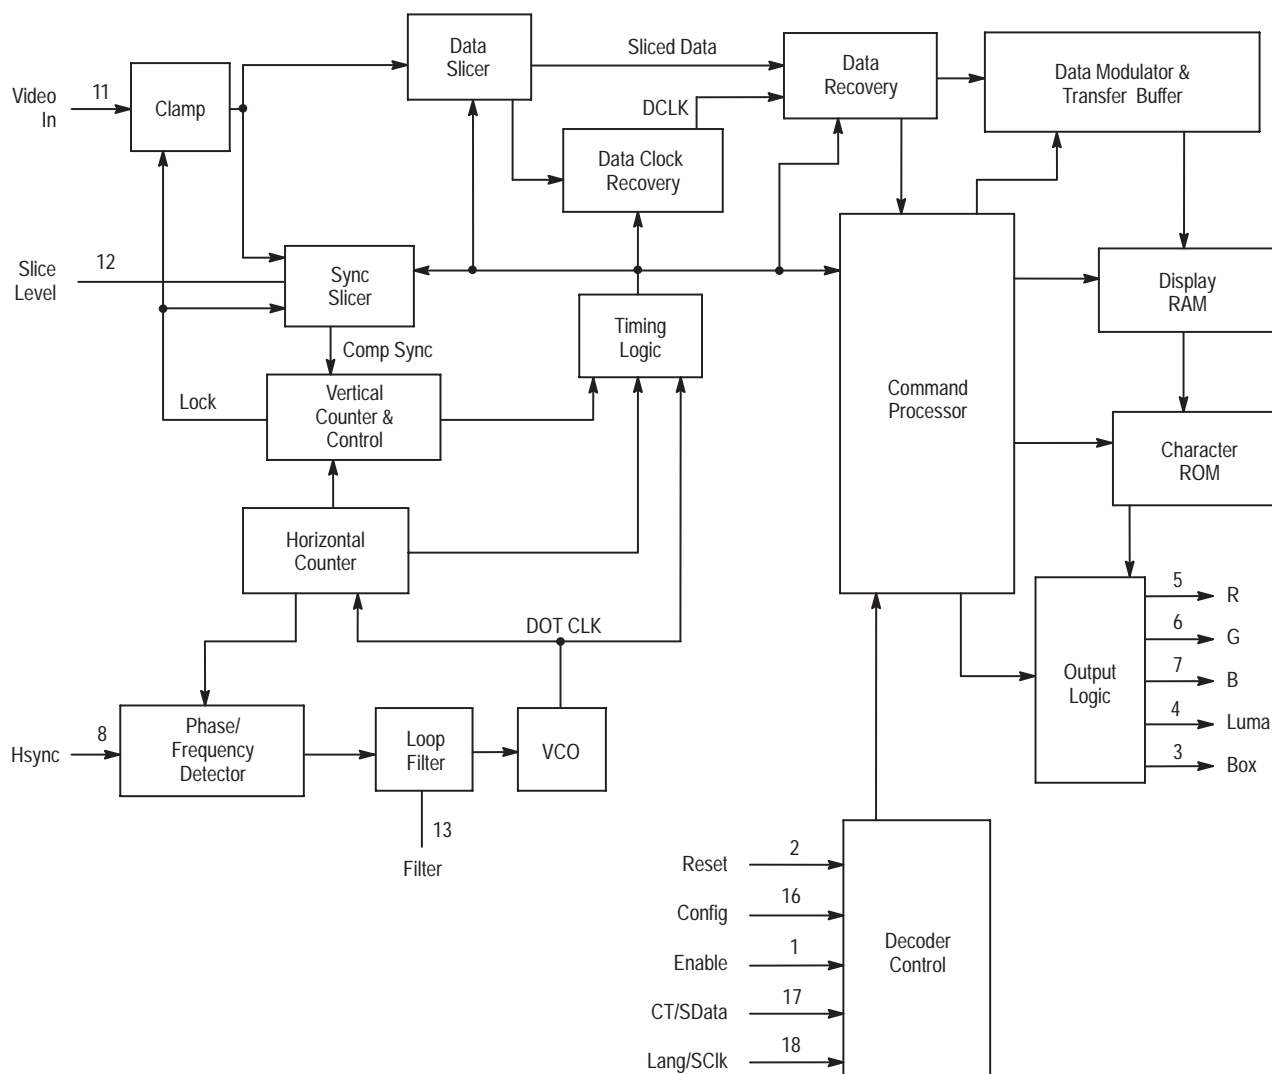 Data
Slicer
Sliced Data
Data
Recovery
Data Modulator &
Transfer Buffer
11
Video
In
Clamp
DCLK
Data Clock
Recovery
12
Slice
Level
Sync
Slicer
Comp Sync
Timing
Logic
Display
RAM
Lock
Vertical
Counter &
Control
Command
Processor
Character
ROM
Horizontal
Counter
DOT CLK
Output
Logic
5
R
6
G
7
B
4
Luma
3
Box
8
Hsync
Phase/
Frequency
Detector
Loop
Filter
VCO
13
Filter
2
Reset
16
Config
1
Enable
17
CT/SData
18
Lang/SClk
Decoder
Control